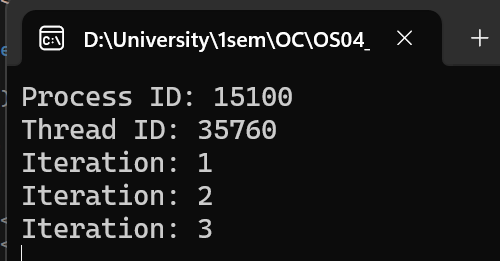 D:\University\1sem\OC\OS04_
Process ID: 15100
Thread ID: 35760
Iteration: 1
Iteration: 2
Iteration: 3